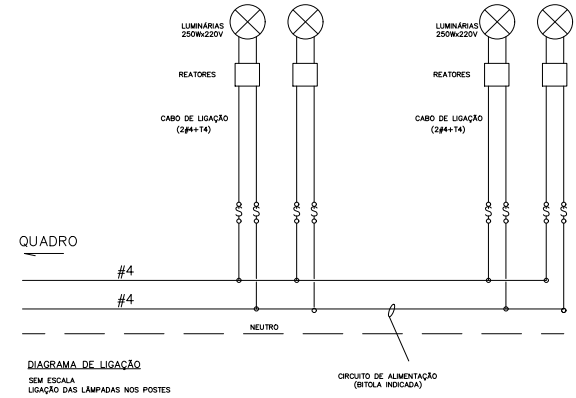 LUMINÁRIAS
250Wx220V
LUMINÁRIAS
250Wx220V
REATORES
REATORES
CABO DE LIGAÇÃO
(2#4+T4)
CABO DE LIGAÇÃO
(2#4+T4)
QUADRO
#4
#4
NEUTRO
DIAGRAMA DE LIGAÇÃO
SEM ESCALA
LIGAÇÃO DAS LÂMPADAS NOS POSTES
CIRCUITO DE ALIMENTAÇÃO
(BITOLA INDICADA)